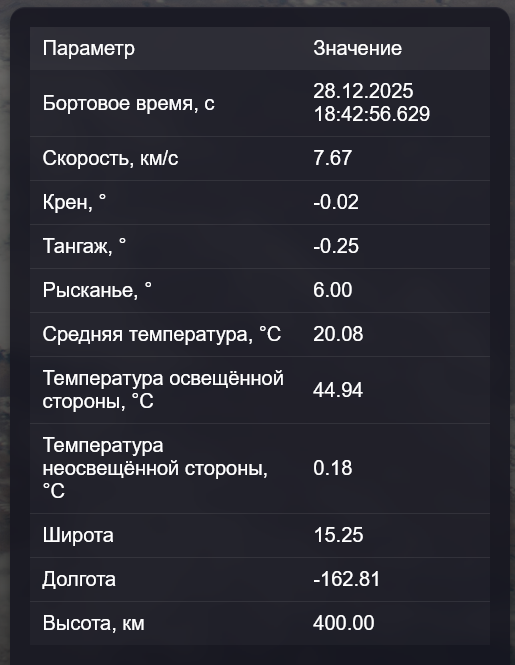 Параметр Значение
Бортовое время, с 28.12.2025
18:42:56.629
Скорость, км/с 7.67
Крен, ° -0.02
Тангаж, ° -0.25
Рысканье, ° 6.00
Средняя температура, °C 20.08
Температура освещённой
стороны, °C 44.94
Температура
неосвещённой стороны, 0.18
°C
Широта 15.25
Долгота -162.81
Высота, км 400.00